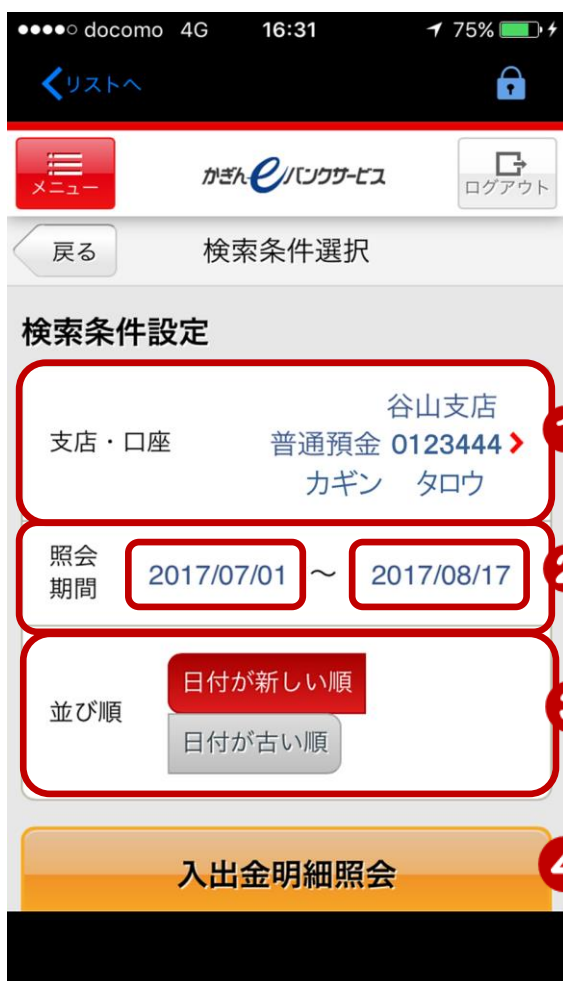 docomo 4G 16:31 75%
リストへ
メニュー
かぎんeバンクサービス
ログアウト
戻る
検索条件選択
検索条件設定
支店・口座
谷山支店
普通預金 0123444
カギン タロウ
1
照会
期間
2017/07/01 ～ 2017/08/17
2
並び順
日付が新しい順
日付が古い順
3
入出金明細照会
4